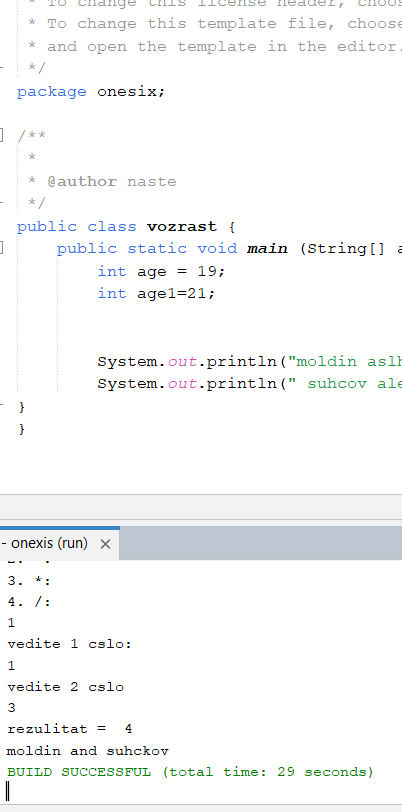 * To change this license header, choos
* To change this template file, choose
* and open the template in the editor.
*/
package onesix;
/**
*
* @author naste
*/
public class vozrast {
public static void main (String[] a
int age = 19;
int age1=21;
System.out.println("moldin aslh
System.out.println(" suhcov ale
}
}
- onexis (run) ×
3. *:
4. /:
1
vedite 1 cslo:
1
vedite 2 cslo
3
rezulitat =  4
moldin and suhckov
BUILD SUCCESSFUL (total time: 29 seconds)